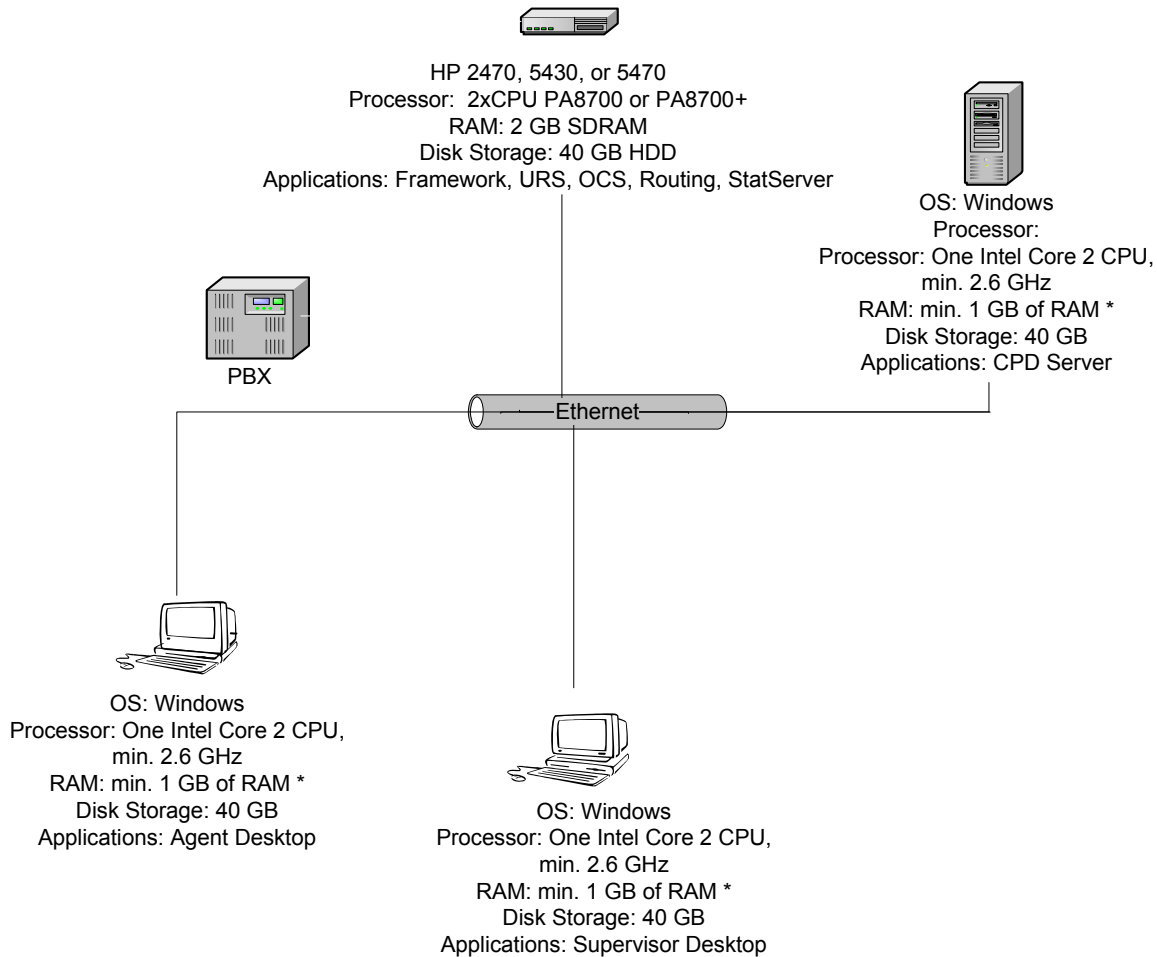 HP 2470, 5430, or 5470
Processor:  2xCPU PA8700 or PA8700+
RAM: 2 GB SDRAM
Disk Storage: 40 GB HDD
Applications: Framework, URS, OCS, Routing, StatServer
OS: Windows
Processor:
Processor: One Intel Core 2 CPU,
min. 2.6 GHz
RAM: min. 1 GB of RAM *
Disk Storage: 40 GB
Applications: CPD Server
PBX
Ethernet
OS: Windows
Processor: One Intel Core 2 CPU,
min. 2.6 GHz
RAM: min. 1 GB of RAM *
Disk Storage: 40 GB
Applications: Agent Desktop
OS: Windows
Processor: One Intel Core 2 CPU,
min. 2.6 GHz
RAM: min. 1 GB of RAM *
Disk Storage: 40 GB
Applications: Supervisor Desktop